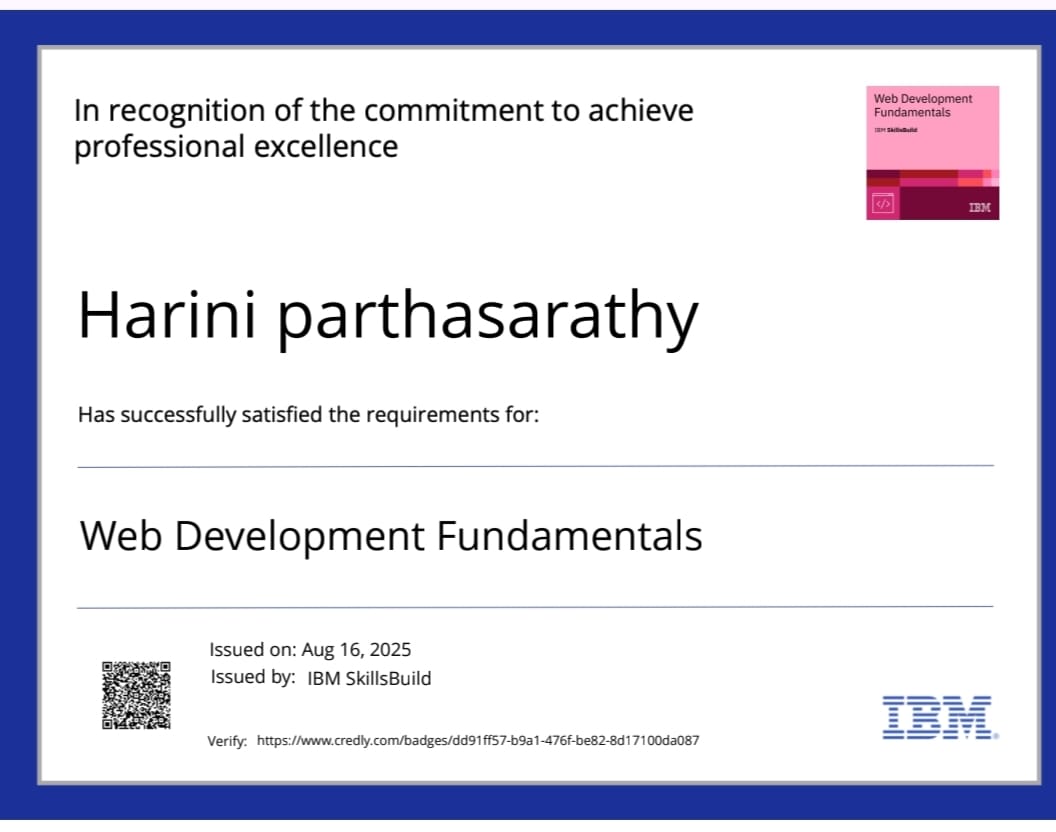 In recognition of the commitment to achieve
professional excellence
Web Development
Fundamentals
IBM SkillsBuild
</>
IBM
Harini parthasarathy
Has successfully satisfied the requirements for:
Web Development Fundamentals
Issued on: Aug 16, 2025
Issued by: IBM SkillsBuild
Verify: https://www.credly.com/badges/dd91ff57-b9a1-476f-be82-8d17100da087
IBM®